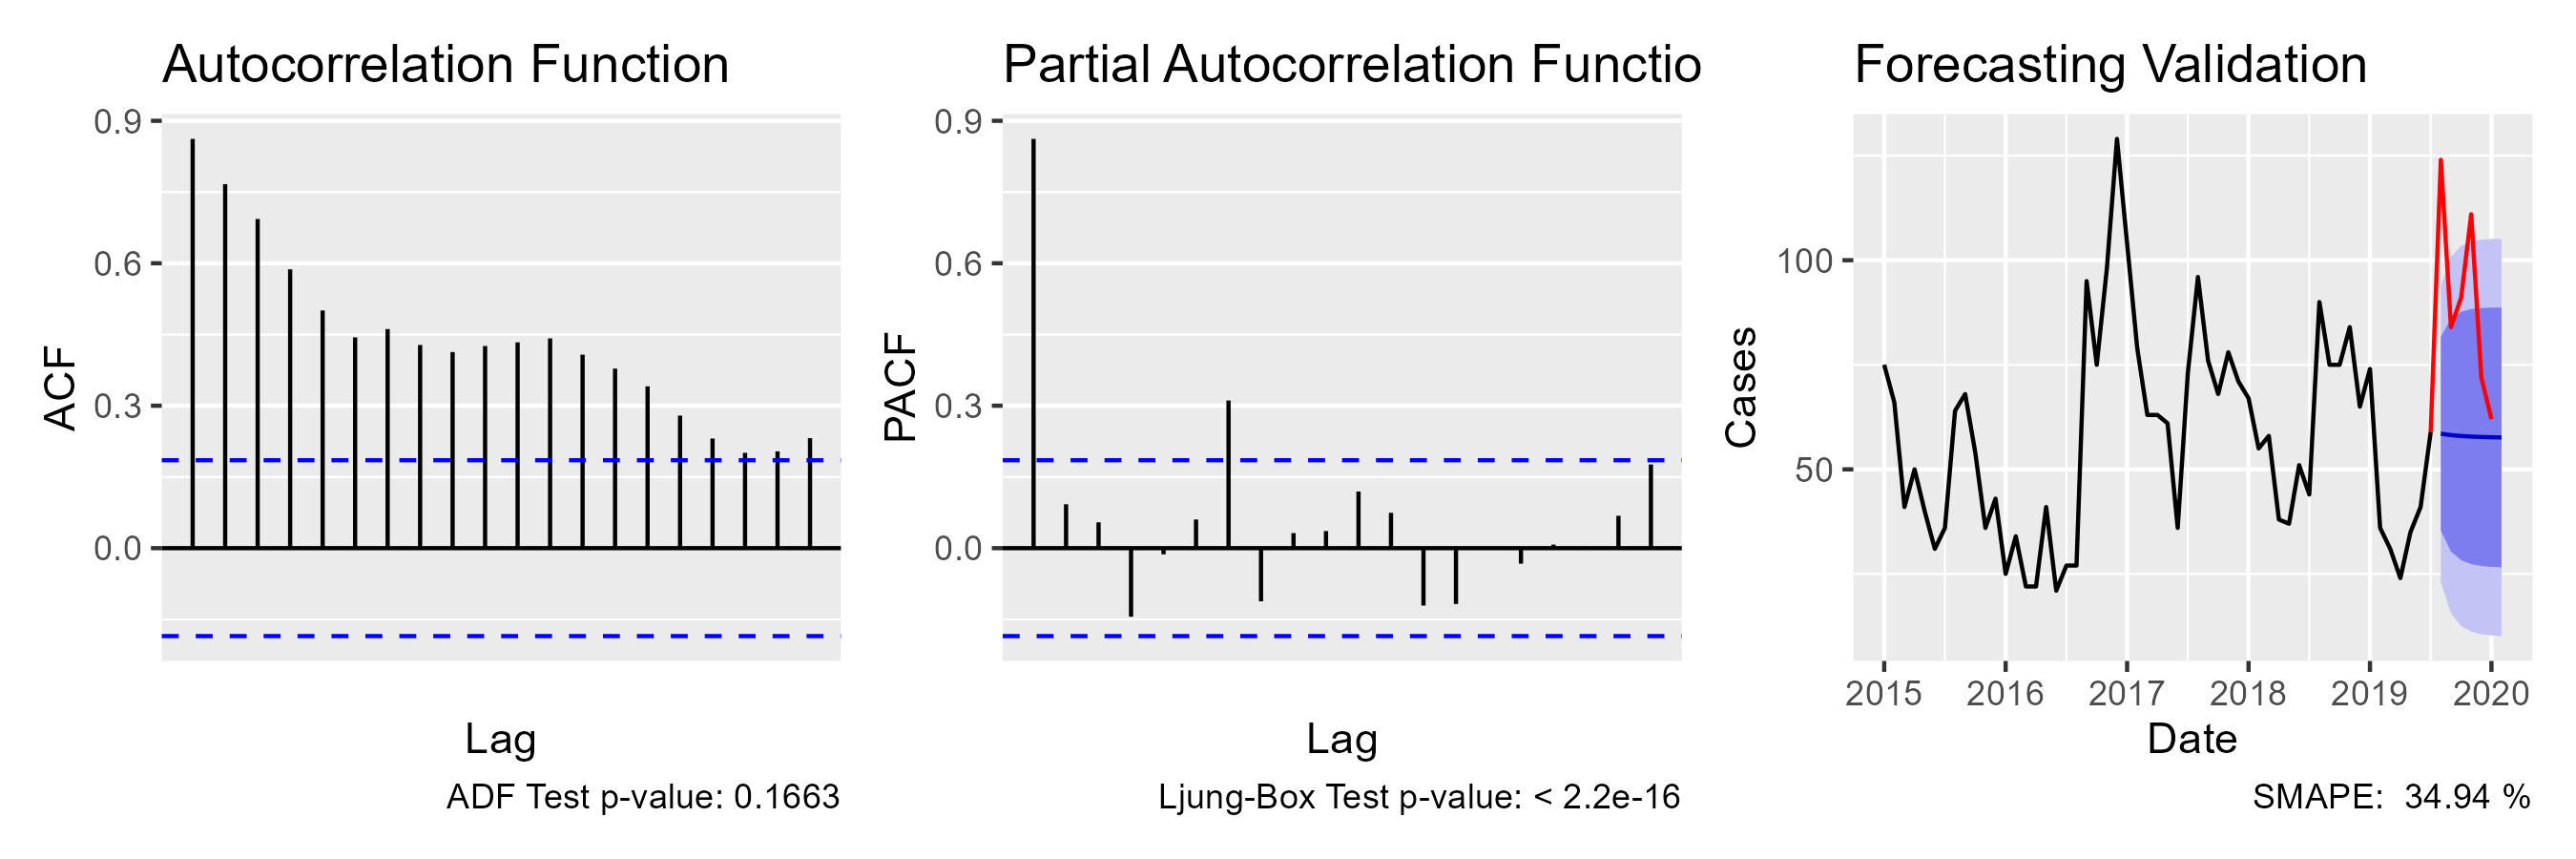 Autocorrelation Function
0.9
0.6
0.3
0.0
ACF
Lag
ADF Test p-value: 0.1663
Partial Autocorrelation Functio
0.9
0.6
0.3
0.0
PACF
Lag
Ljung-Box Test p-value: < 2.2e-16
Forecasting Validation
100
50
Cases
2015 2016 2017 2018 2019 2020
Date
SMAPE:  34.94 %